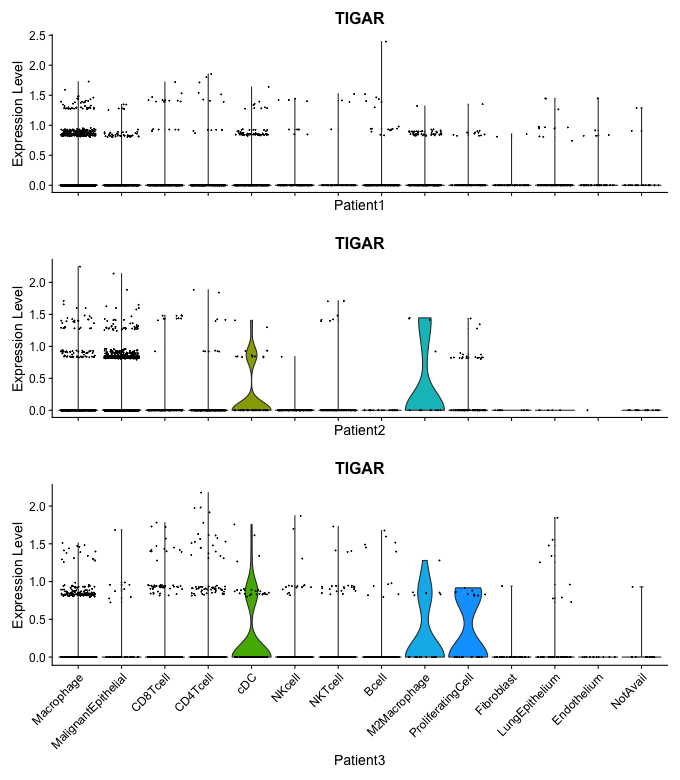 TIGAR
Expression Level
2.5
2.0
1.5
1.0
0.5
0.0
Patient1
TIGAR
Expression Level
2.0
1.5
1.0
0.5
0.0
Patient2
TIGAR
Expression Level
2.0
1.5
1.0
0.5
0.0
Macrophage
MalignantEpithelial
CD8Tcell
CD4Tcell
cDC
NKcell
NKTcell
Bcell
M2Macrophage
ProliferatingCell
Fibroblast
LungEpithelium
Endothelium
NotAvail
Patient3